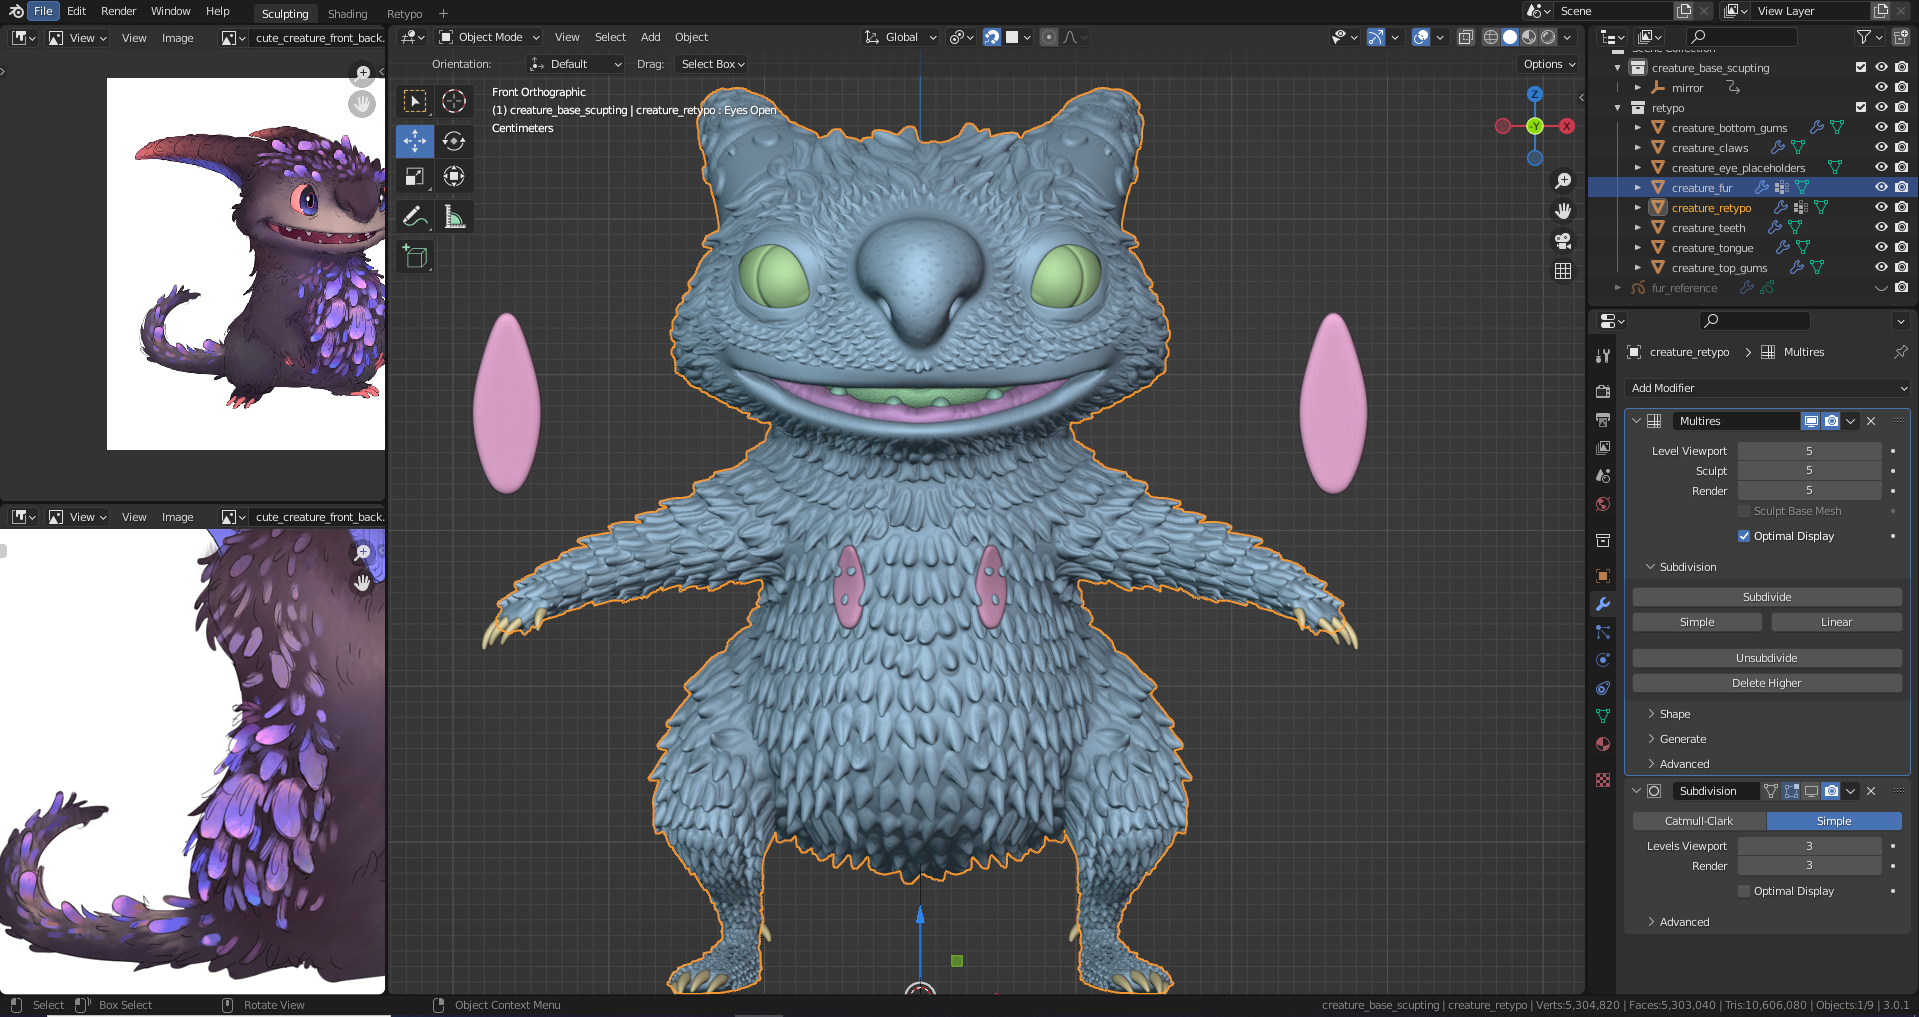 File Edit Render Window Help Sculpting Shading Retypo + Scene View Layer
View View Image cute_creature_front_back.
Object Mode View Select Add Object Global
Orientation: Default Drag: Select Box Options
Front Orthographic
(1) creature_base_scupting | creature_retypo : Eyes Open
Centimeters
Z
-Y
X
Scene Collection
creature_base_scupting
mirror
retypo
creature_bottom_gums
creature_claws
creature_eye_placeholders
creature_fur
creature_retypo
creature_teeth
creature_tongue
creature_top_gums
fur_reference
creature_retypo > Multires
Add Modifier
Multires
Level Viewport 5
Sculpt 5
Render 5
Sculpt Base Mesh
Optimal Display
Subdivision
Subdivide
Simple Linear
Unsubdivide
Delete Higher
Shape
Generate
Advanced
Subdivision
Catmull-Clark Simple
Levels Viewport 3
Render 3
Optimal Display
Advanced
View View Image cute_creature_front_back.
Select Box Select Rotate View Object Context Menu
creature_base_scupting | creature_retypo | Verts:5,304,820 | Faces:5,303,040 | Tris:10,606,080 | Objects:1/9 | 3.0.1